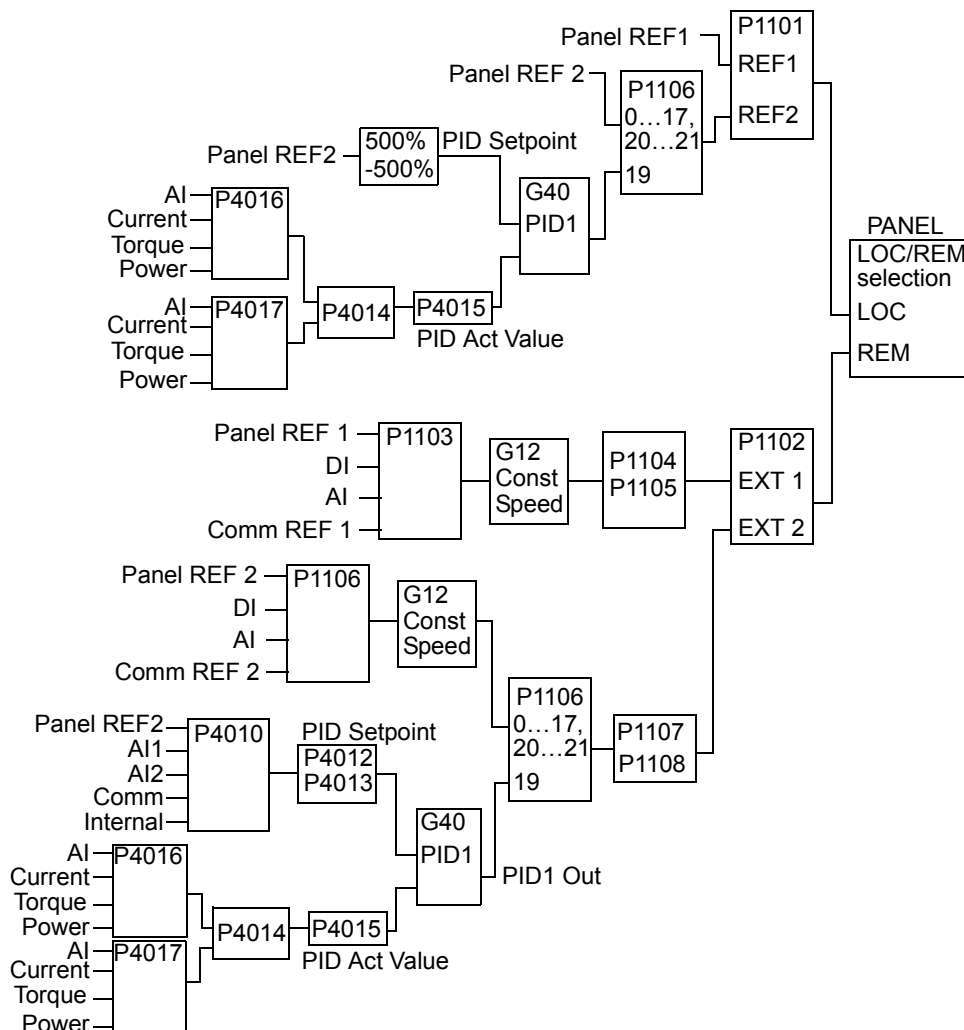 P1101
Panel REF1
REF1
Panel REF 2
P1106
0…17,
20…21
REF2
19
Panel REF2
500%
-500%
PID Setpoint
G40
PID1
AI
Current
Torque
Power
P4016
AI
Current
Torque
Power
P4017
P4014
P4015
PID Act Value
PANEL
LOC/REM
selection
LOC
REM
Panel REF 1
DI
AI
Comm REF 1
P1103
G12
Const
Speed
P1104
P1105
P1102
EXT 1
EXT 2
Panel REF 2
DI
AI
Comm REF 2
P1106
G12
Const
Speed
P1106
0…17,
20…21
19
P1107
P1108
Panel REF2
AI1
AI2
Comm
Internal
P4010
PID Setpoint
P4012
P4013
G40
PID1
PID1 Out
AI
Current
Torque
Power
P4016
AI
Current
Torque
Power
P4017
P4014
P4015
PID Act Value